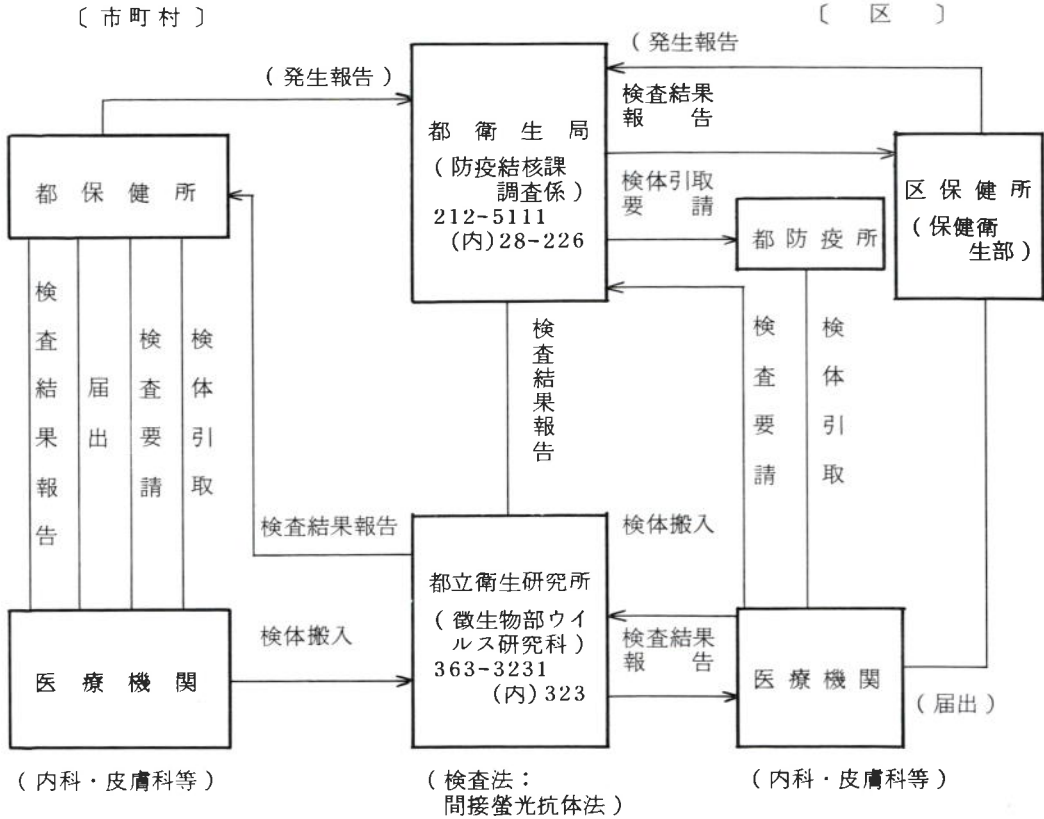 〔市町村〕
〔 区 〕
(発生報告)
(発生報告
検査結果
報 告
都衛生局
(防疫結核課
調査係)
212-5111
(内)28-226
都保健所
検体引取
要 請
都防疫所
区保健所
(保健衛
生部)
検査結果報告
届出
検査要請
検体引取
検査結果報告
検査要請
検体引取
検査結果報告
検体搬入
都立衛生研究所
(微生物部ウイ
ルス研究科)
363-3231
(内)323
検体搬入
検査結果
報 告
医療機関
医療機関
(届出)
(内科・皮膚科等)
(検査法:
間接螢光抗体法)
(内科・皮膚科等)